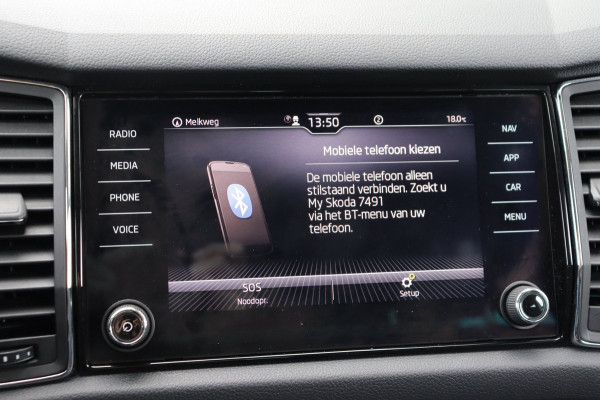 Melkweg 13:50 2 18.0°C
RADIO
MEDIA
PHONE
VOICE
Mobiele telefoon kiezen
De mobiele telefoon alleen
stilstaand verbinden. Zoekt u
My Skoda 7491
via het BT-menu van uw
telefoon.
SOS
Noodopr.
Setup
NAV
APP
CAR
MENU